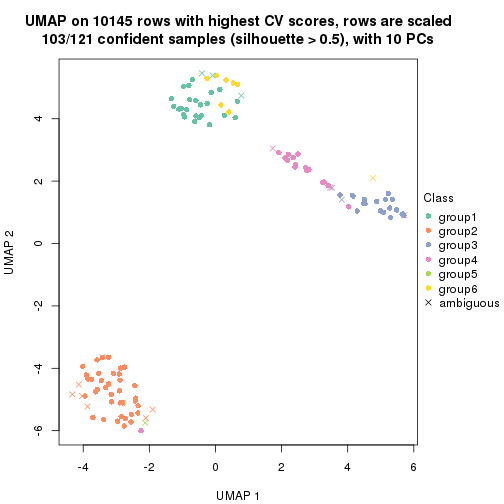 UMAP on 10145 rows with highest CV scores, rows are scaled
103/121 confident samples (silhouette > 0.5), with 10 PCs
4
2
0
-2
-4
-6
UMAP 2
-4
-2
0
2
4
6
UMAP 1
Class
group1
group2
group3
group4
group5
group6
ambiguous